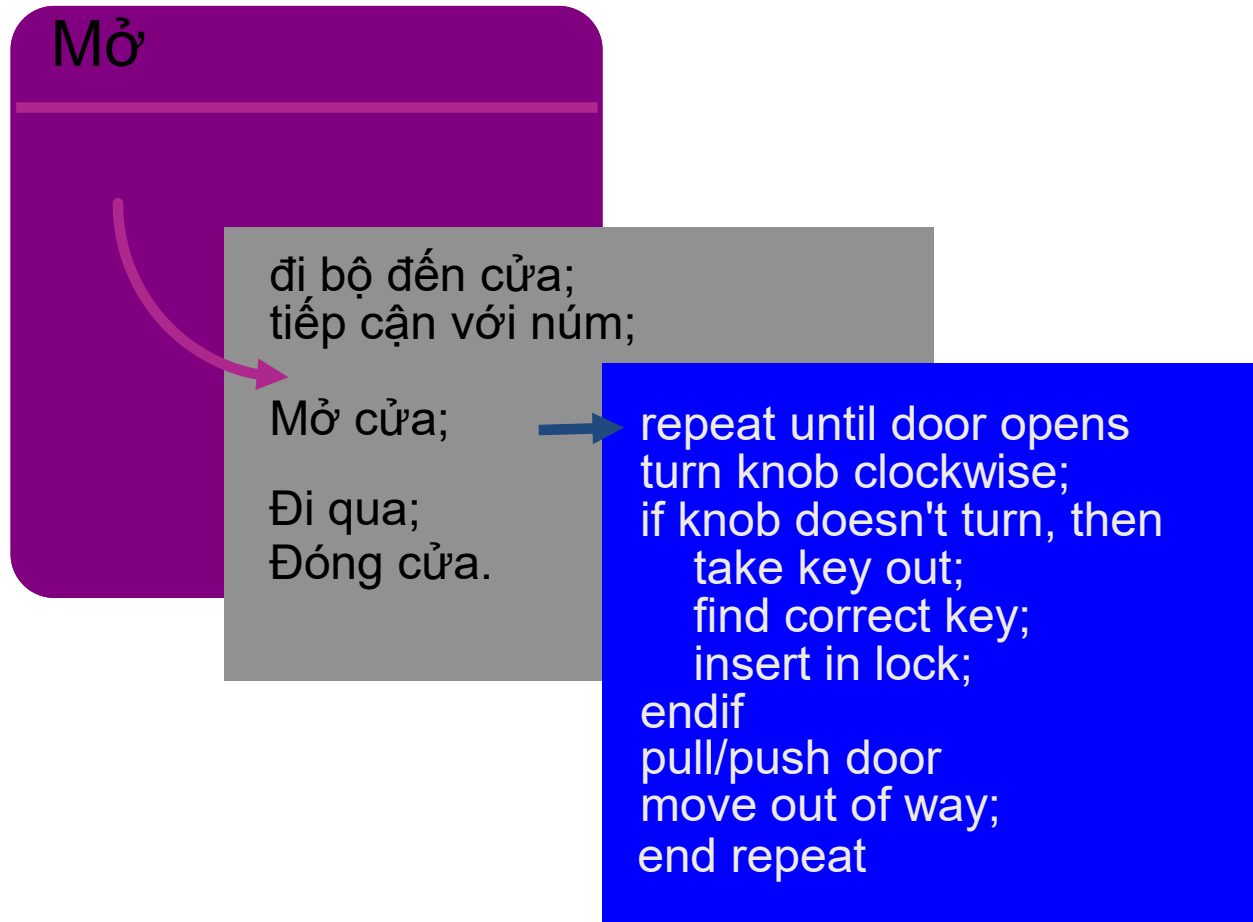 Mở
đi bộ đến cửa;
tiếp cận với núm;
Mở cửa;
Đi qua;
Đóng cửa.
repeat until door opens
turn knob clockwise;
if knob doesn't turn, then
take key out;
find correct key;
insert in lock;
endif
pull/push door
move out of way;
end repeat